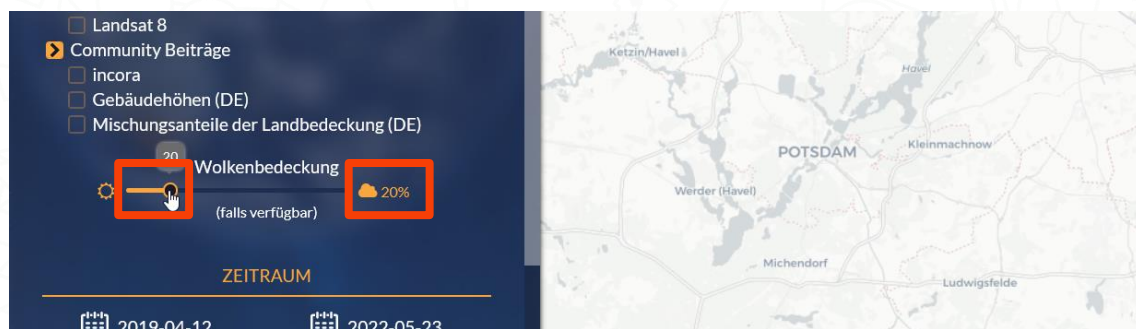 Landsat 8
Community Beiträge
incora
Gebäudehöhen (DE)
Mischungsanteile der Landbedeckung (DE)
20
Wolkenbedeckung
20%
(falls verfügbar)
ZEITRAUM
2019-04-12
2022-05-23
Ketzin/Havel
Havel
POTSDAM
Kleinmachnow
Werder (Havel)
Michendorf
Ludwigsfelde